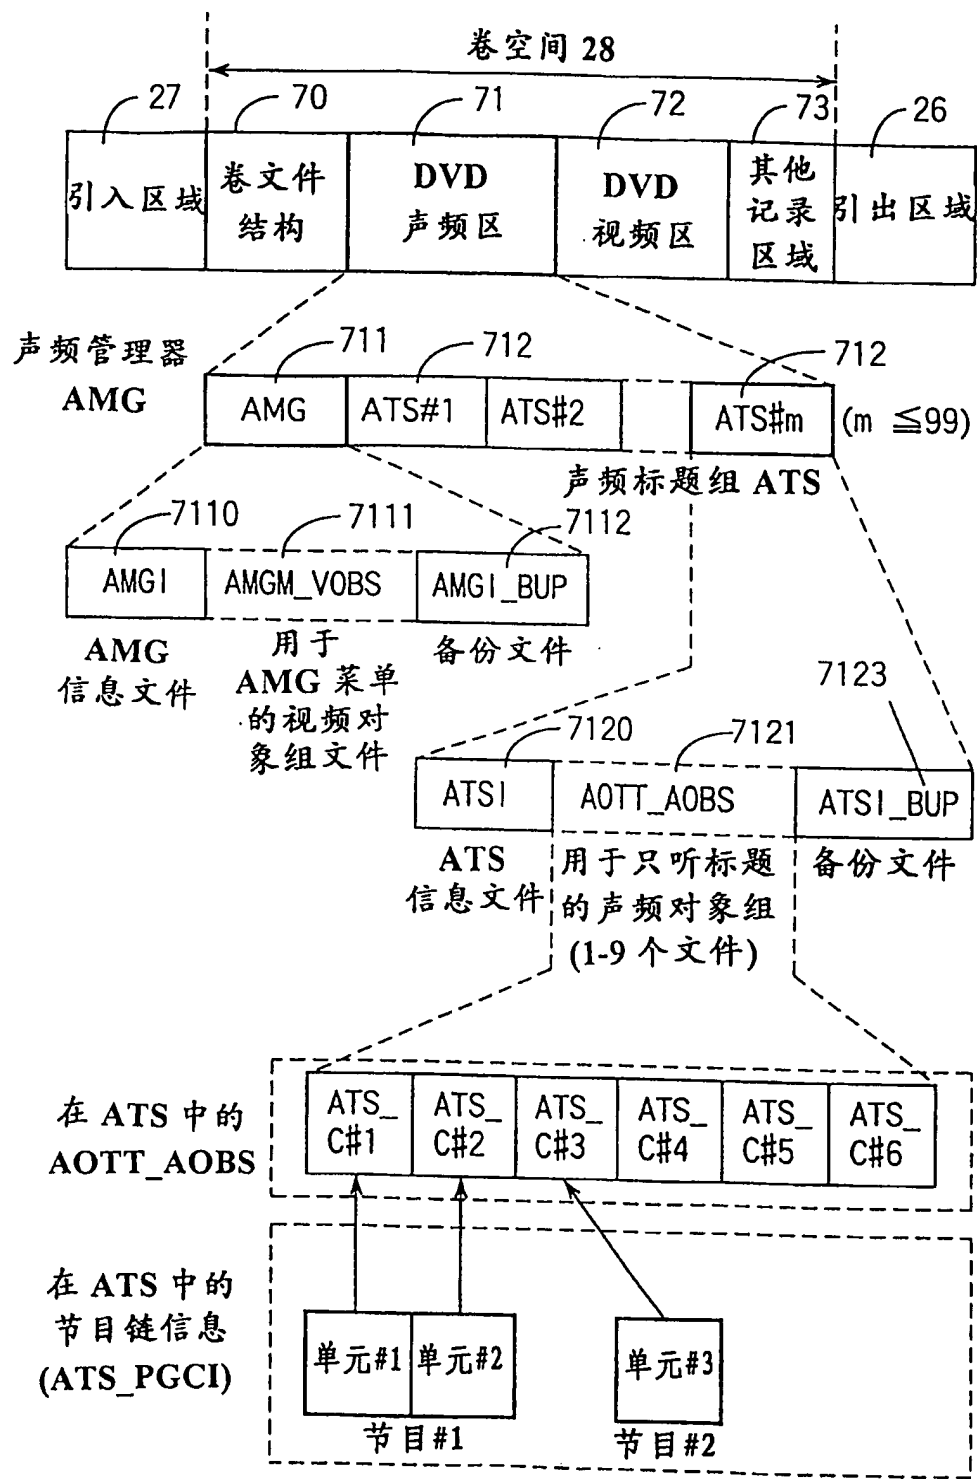 卷空间 28
27
70
71
72
73
26
引入区域
卷文件
结构
DVD
声频区
DVD
视频区
其他
记录
区域
引出区域
声频管理器
AMG
711
712
712
AMG
ATS#1
ATS#2
ATS#m
(m ≦99)
声频标题组 ATS
7110
7111
7112
AMGI
AMGM_VOBS
AMGI_BUP
AMG
信息文件
用于
AMG 菜单
的视频对
象组文件
备份文件
7123
7120
7121
ATSI
AOTT_AOBS
ATSI_BUP
ATS
信息文件
用于只听标题
的声频对象组
(1-9 个文件)
备份文件
在 ATS 中的
AOTT_AOBS
ATS_
C#1
ATS_
C#2
ATS_
C#3
ATS_
C#4
ATS_
C#5
ATS_
C#6
在 ATS 中的
节目链信息
(ATS_PGCI)
单元#1
单元#2
单元#3
节目#1
节目#2